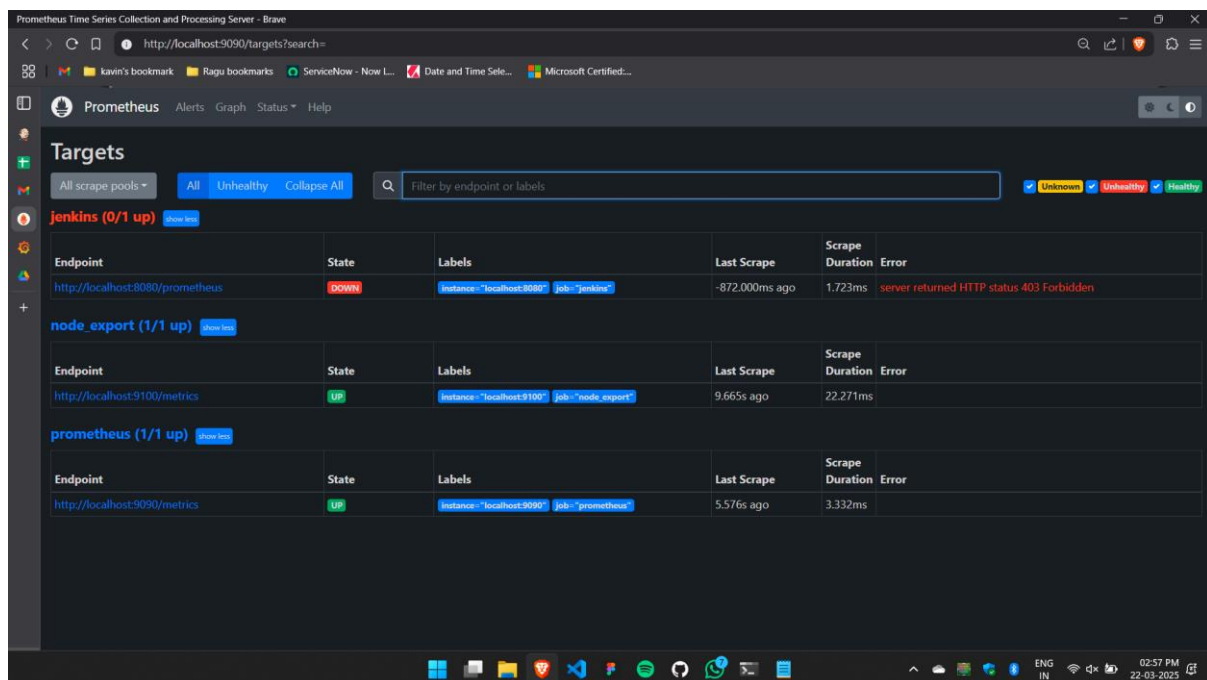 Prometheus Time Series Collection and Processing Server - Brave
http://localhost:9090/targets?search=
kavin's bookmark Ragu bookmarks ServiceNow - Now L... Date and Time Sele... Microsoft Certified:...
Prometheus Alerts Graph Status Help
Targets
All scrape pools All Unhealthy Collapse All Filter by endpoint or labels Unknown Unhealthy Healthy
jenkins (0/1 up) show less
Endpoint State Labels Last Scrape Scrape Duration Error
http://localhost:8080/prometheus DOWN instance="localhost:8080" job="jenkins" -872.000ms ago 1.723ms server returned HTTP status 403 Forbidden
node_export (1/1 up) show less
Endpoint State Labels Last Scrape Scrape Duration Error
http://localhost:9100/metrics UP instance="localhost:9100" job="node_export" 9.665s ago 22.271ms
prometheus (1/1 up) show less
Endpoint State Labels Last Scrape Scrape Duration Error
http://localhost:9090/metrics UP instance="localhost:9090" job="prometheus" 5.576s ago 3.332ms
ENG IN 02:57 PM 22-03-2025